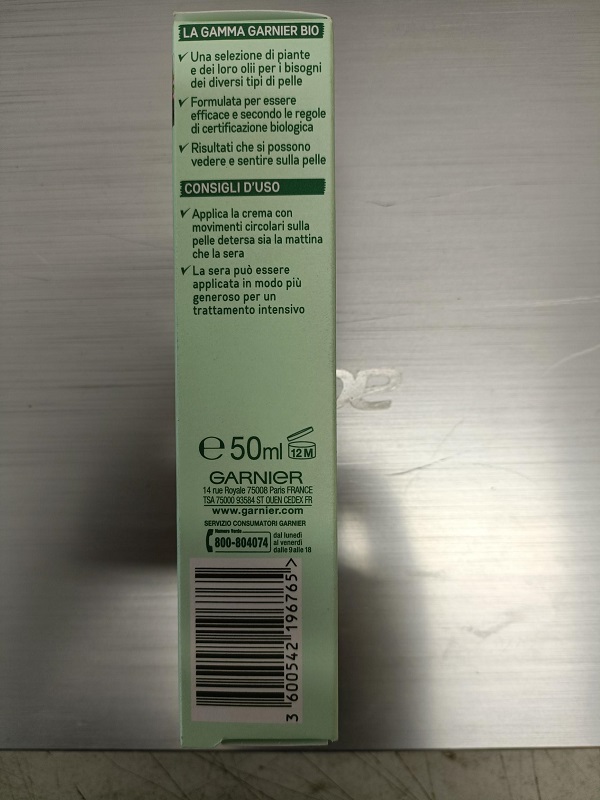 LA GAMMA GARNIER BIO
Una selezione di piante
e dei loro olii per i bisogni
dei diversi tipi di pelle
Formulata per essere
efficace e secondo le regole
di certificazione biologica
Risultati che si possono
vedere e sentire sulla pelle
CONSIGLI D'USO
Applica la crema con
movimenti circolari sulla
pelle detersa sia la mattina
che la sera
La sera può essere
applicata in modo più
generoso per un
trattamento intensivo
℮ 50ml 12 M
GARNIER
14 rue Royale 75008 Paris FRANCE
TSA 75000 93584 ST OUEN CEDEX FR
www.garnier.com
SERVIZIO CONSUMATORI GARNIER
Numero Verde
800-804074
dal lunedì
al venerdì
dalle 9 alle 18
3 600542 196765 >